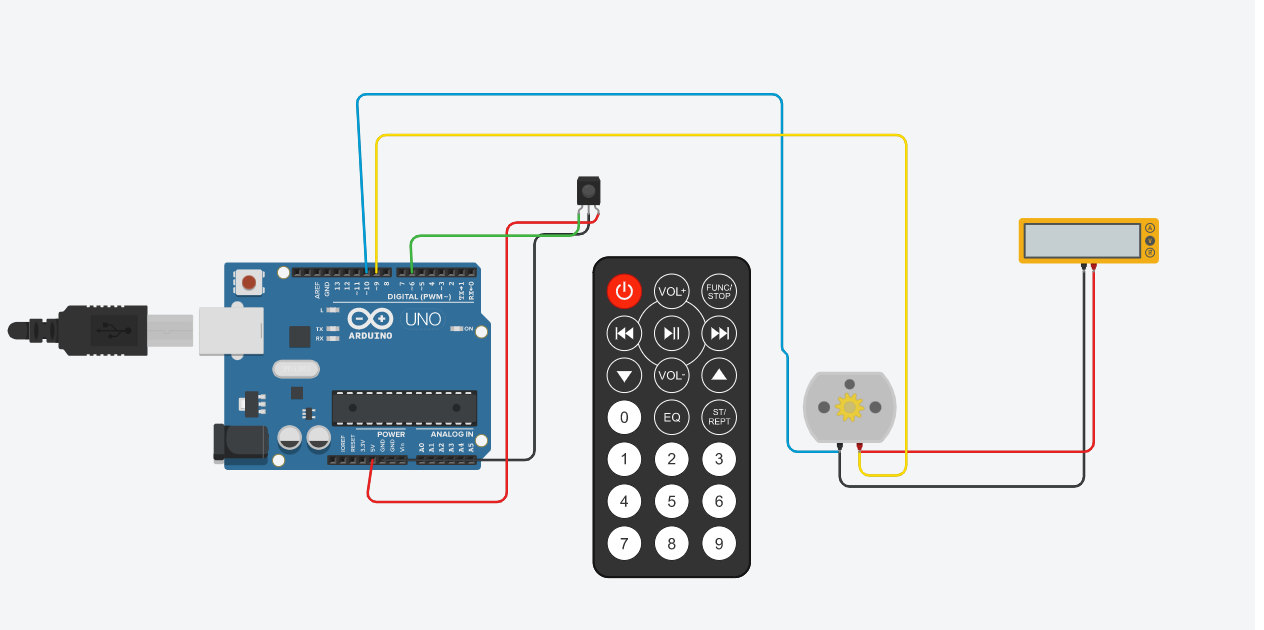 AREF
GND
13
12
~11
~10
~9
8
7
~6
~5
4
~3
2
TX→1
RX←0
DIGITAL (PWM~)
L
TX
RX
UNO
ARDUINO
ON
POWER
ANALOG IN
IOREF
RESET
3.3V
5V
GND
GND
Vin
A0
A1
A2
A3
A4
A5
VOL+
FUNC/
STOP
VOL-
0
EQ
ST/
REPT
1
2
3
4
5
6
7
8
9
A
V